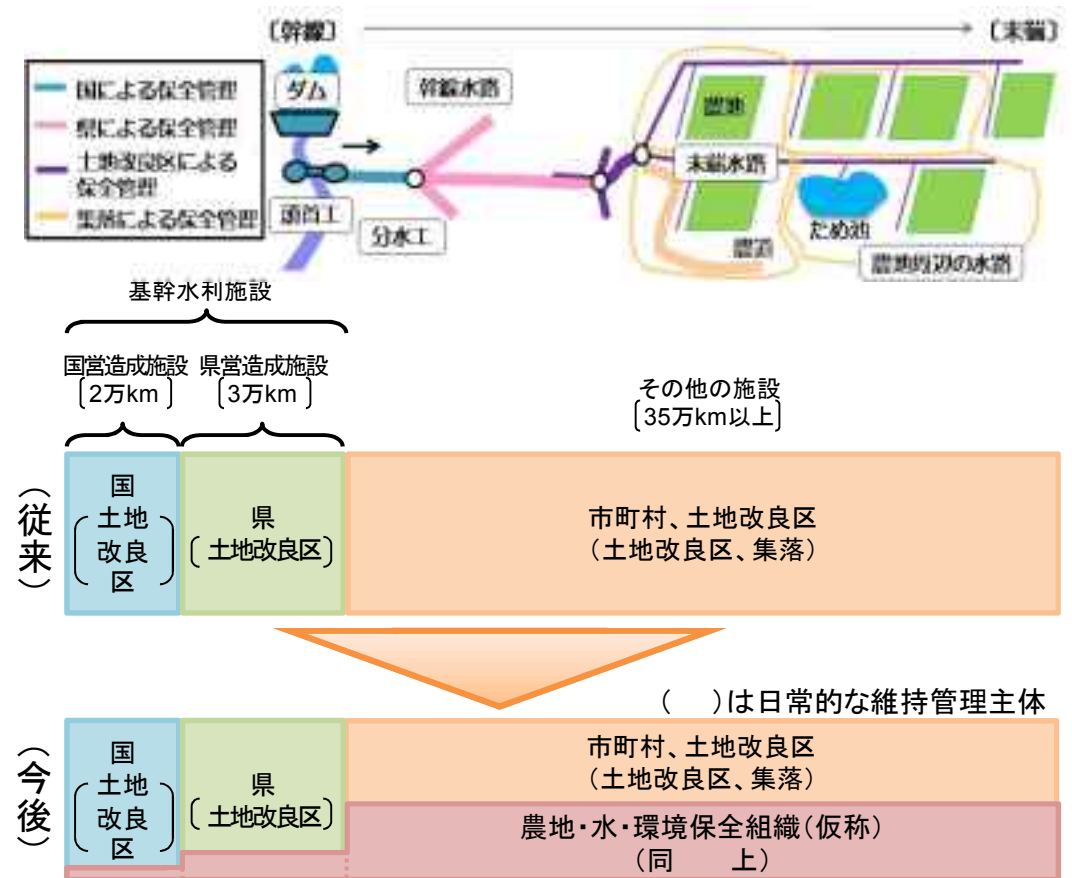 〔幹線〕
〔末端〕
国による保全管理
県による保全管理
土地改良区による
保全管理
集落による保全管理
ダム
幹線水路
頭首工
分水工
農地
末端水路
農道
ため池
農地周辺の水路
基幹水利施設
国営造成施設
〔2万km〕
県営造成施設
〔3万km〕
その他の施設
〔35万km以上〕
(従来)
国
〔土地
改良
区〕
県
〔土地改良区〕
市町村、土地改良区
(土地改良区、集落)
(　)は日常的な維持管理主体
(今後)
国
〔土地
改良
区〕
県
〔土地改良区〕
市町村、土地改良区
(土地改良区、集落)
農地・水・環境保全組織(仮称)
(同　上)